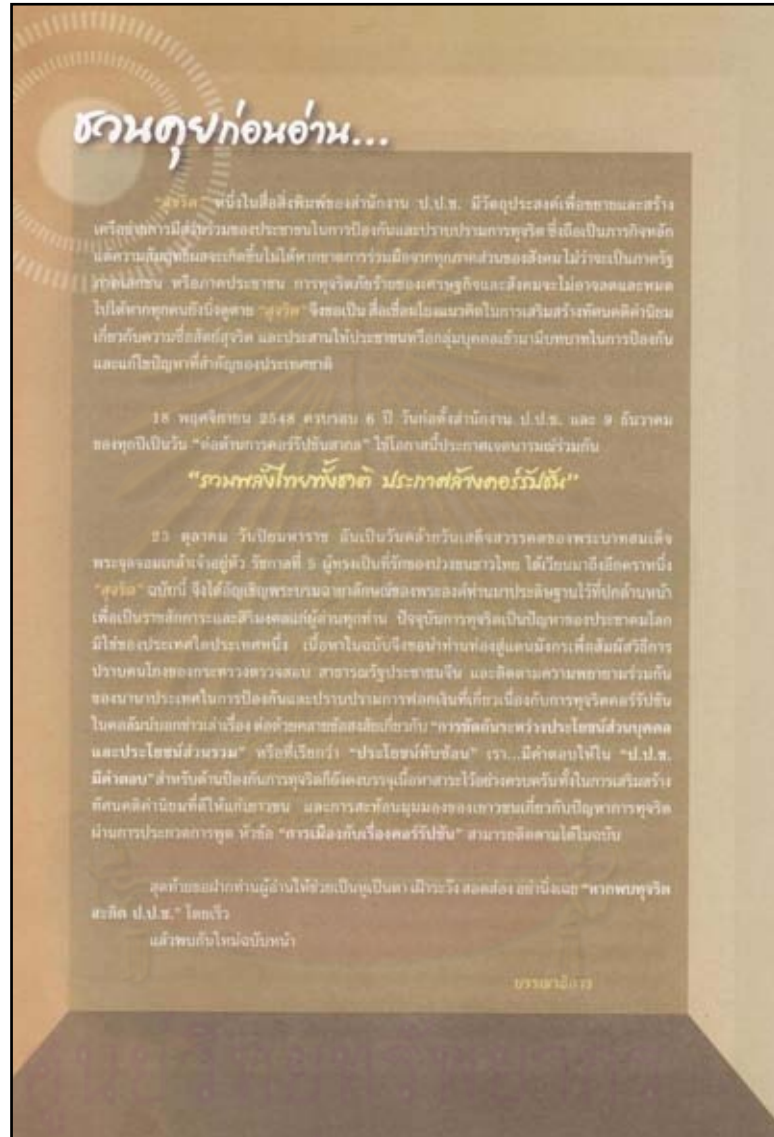 ชวนคุยก่อนอ่าน...
"สุจริต" หนึ่งในสื่อสิ่งพิมพ์ของสำนักงาน ป.ป.ช. มีวัตถุประสงค์เพื่อขยายและสร้าง
เครือข่ายการมีส่วนร่วมของประชาชนในการป้องกันและปราบปรามการทุจริต ซึ่งถือเป็นภารกิจหลัก
แต่ความสัมฤทธิ์ผลจะเกิดขึ้นไม่ได้หากขาดการร่วมมือจากทุกภาคส่วนของสังคม ไม่ว่าจะเป็นภาครัฐ
ภาคเอกชน หรือภาคประชาชน การทุจริตภัยร้ายของเศรษฐกิจและสังคมจะไม่อาจลดและหมด
ไปได้หากทุกคนยังนิ่งดูดาย "สุจริต" จึงขอเป็น สื่อเชื่อมโยงแนวคิดในการเสริมสร้างทัศนคติค่านิยม
เกี่ยวกับความซื่อสัตย์สุจริต และประสานให้ประชาชนหรือกลุ่มบุคคลเข้ามามีบทบาทในการป้องกัน
และแก้ไขปัญหาที่สำคัญของประเทศชาติ
18 พฤศจิกายน 2548 ครบรอบ 6 ปี วันก่อตั้งสำนักงาน ป.ป.ช. และ 9 ธันวาคม
ของทุกปีเป็นวัน "ต่อต้านการคอร์รัปชันสากล" ใช้โอกาสนี้ประกาศเจตนารมณ์ร่วมกัน
"รวมพลังไทยทั้งชาติ ประกาศล้างคอร์รัปชัน"
23 ตุลาคม วันปิยมหาราช อันเป็นวันคล้ายวันเสด็จสวรรคตของพระบาทสมเด็จ
พระจุลจอมเกล้าเจ้าอยู่หัว รัชกาลที่ 5 ผู้ทรงเป็นที่รักของปวงชนชาวไทย ได้เวียนมาถึงอีกคราหนึ่ง
"สุจริต" ฉบับนี้ จึงได้อัญเชิญพระบรมฉายาลักษณ์ของพระองค์ท่านมาประดิษฐานไว้ที่ปกด้านหน้า
เพื่อเป็นราชสักการะและสิริมงคลแก่ผู้อ่านทุกท่าน ปัจจุบันการทุจริตเป็นปัญหาของประชาคมโลก
มิใช่ของประเทศใดประเทศหนึ่ง เนื้อหาในฉบับจึงขอนำท่านท่องสู่แดนมังกรเพื่อสัมผัสวิธีการ
ปราบคนโกงของกระทรวงตรวจสอบ สาธารณรัฐประชาชนจีน และติดตามความพยายามร่วมกัน
ของนานาประเทศในการป้องกันและปราบปรามการฟอกเงินที่เกี่ยวเนื่องกับการทุจริตคอร์รัปชัน
ในคอลัมน์บอกข่าวเล่าเรื่อง ต่อด้วยคลายข้อสงสัยเกี่ยวกับ "การขัดกันระหว่างประโยชน์ส่วนบุคคล
และประโยชน์ส่วนรวม" หรือที่เรียกว่า "ประโยชน์ทับซ้อน" เรา...มีคำตอบให้ใน "ป.ป.ช.
มีคำตอบ" สำหรับด้านป้องกันการทุจริตก็ยังคงบรรจุเนื้อหาสาระไว้อย่างครบครันทั้งในการเสริมสร้าง
ทัศนคติค่านิยมที่ดีให้แก่เยาวชน และการสะท้อนมุมมองของเยาวชนเกี่ยวกับปัญหาการทุจริต
ผ่านการประกวดการพูด หัวข้อ "การเมืองกับเรื่องคอร์รัปชัน" สามารถติดตามได้ในฉบับ
สุดท้ายขอฝากท่านผู้อ่านให้ช่วยเป็นหูเป็นตา เฝ้าระวัง สอดส่อง อย่านิ่งเฉย "หากพบทุจริต
สะกิด ป.ป.ช." โดยเร็ว
แล้วพบกันใหม่ฉบับหน้า
บรรณาธิการ